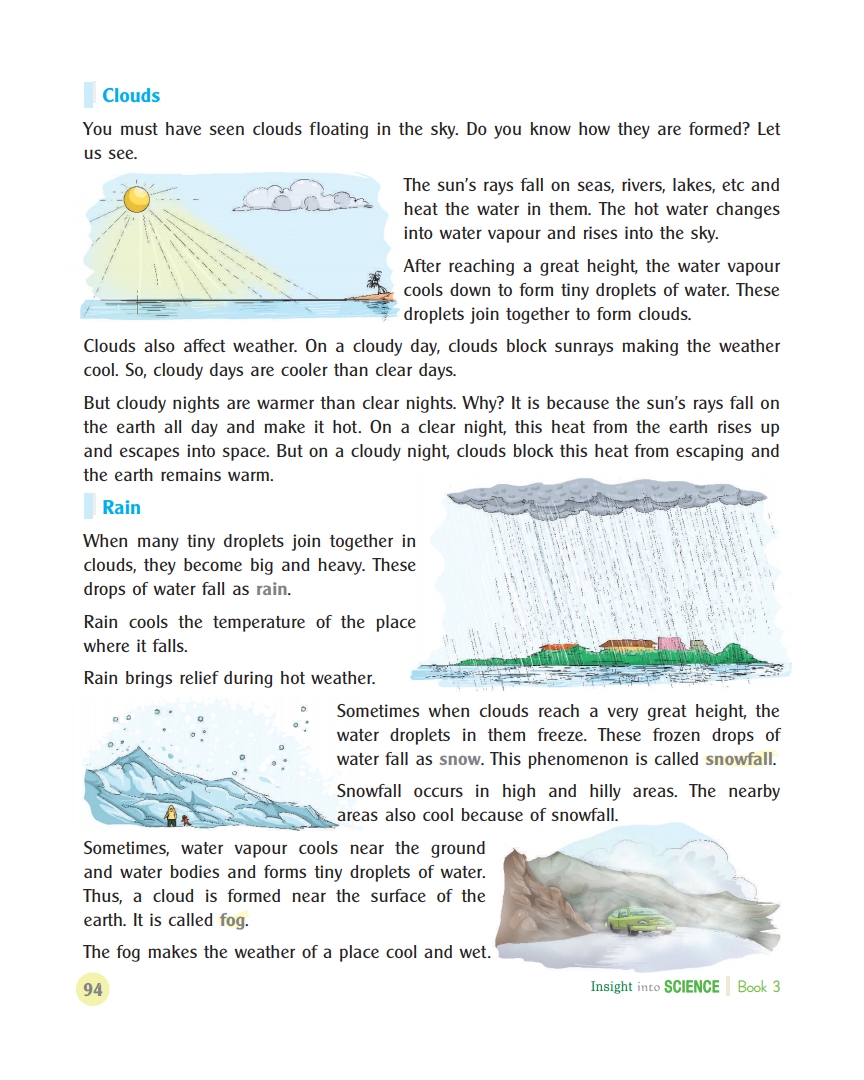 Clouds
You must have seen clouds floating in the sky. Do you know how they are formed? Let
us see.
The sun's rays fall on seas, rivers, lakes, etc and
heat the water in them. The hot water changes
into water vapour and rises into the sky.
After reaching a great height, the water vapour
cools down to form tiny droplets of water. These
droplets join together to form clouds.
Clouds also affect weather. On a cloudy day, clouds block sunrays making the weather
cool. So, cloudy days are cooler than clear days.
But cloudy nights are warmer than clear nights. Why? It is because the sun's rays fall on
the earth all day and make it hot. On a clear night, this heat from the earth rises up
and escapes into space. But on a cloudy night, clouds block this heat from escaping and
the earth remains warm.
Rain
When many tiny droplets join together in
clouds, they become big and heavy. These
drops of water fall as rain.
Rain cools the temperature of the place
where it falls.
Rain brings relief during hot weather.
Sometimes when clouds reach a very great height, the
water droplets in them freeze. These frozen drops of
water fall as snow. This phenomenon is called snowfall.
Snowfall occurs in high and hilly areas. The nearby
areas also cool because of snowfall.
Sometimes, water vapour cools near the ground
and water bodies and forms tiny droplets of water.
Thus, a cloud is formed near the surface of the
earth. It is called fog.
The fog makes the weather of a place cool and wet.
94
Insight into SCIENCE Book 3